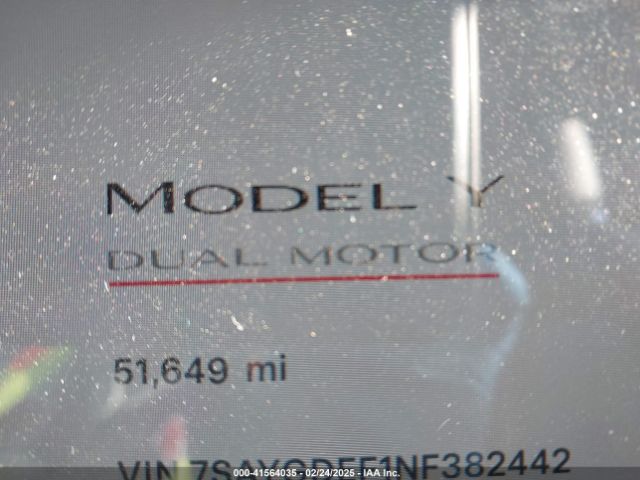 MODEL Y
DUAL MOTOR
51,649 mi
VIN 7SAYGDEE1NF382442
000-41564035 - 02/24/2025 - IAA Inc.